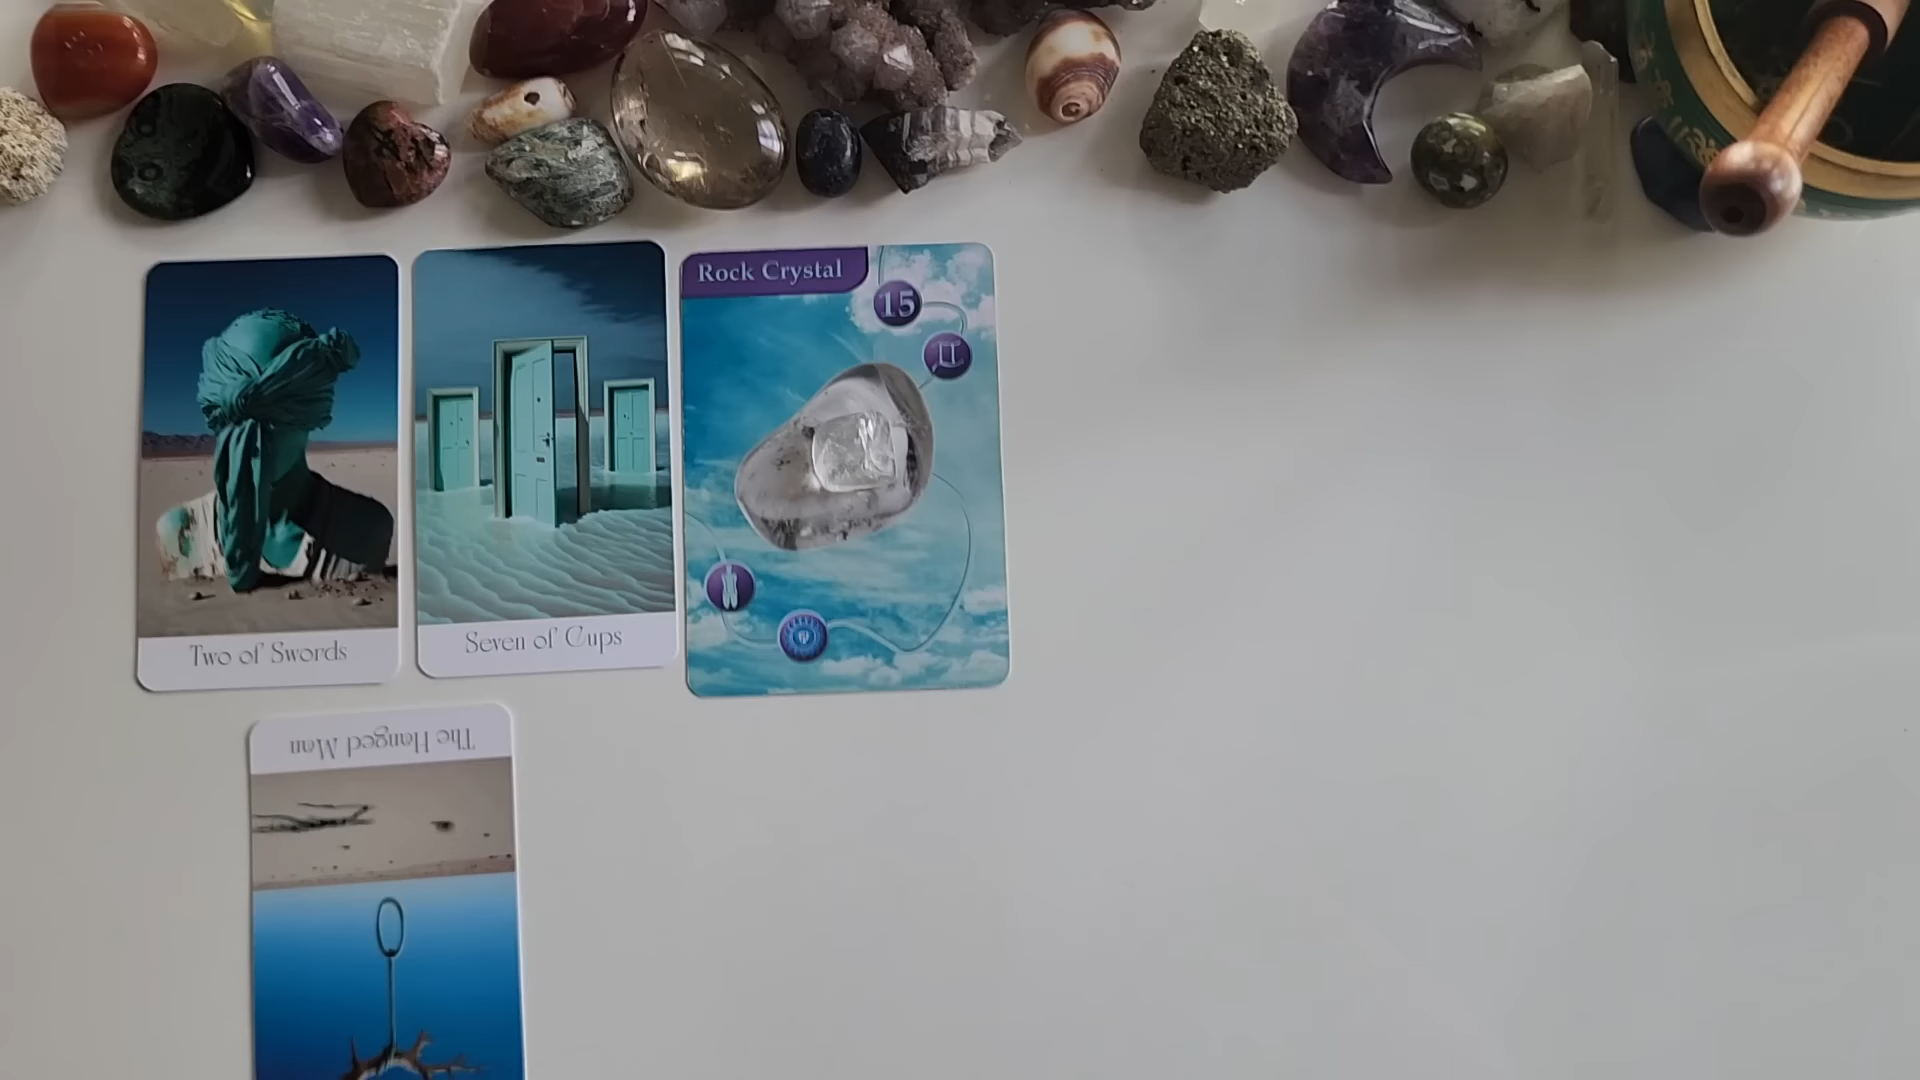 Rock Crystal
15
Two of Swords
Seven of Cups
The Hanged Man